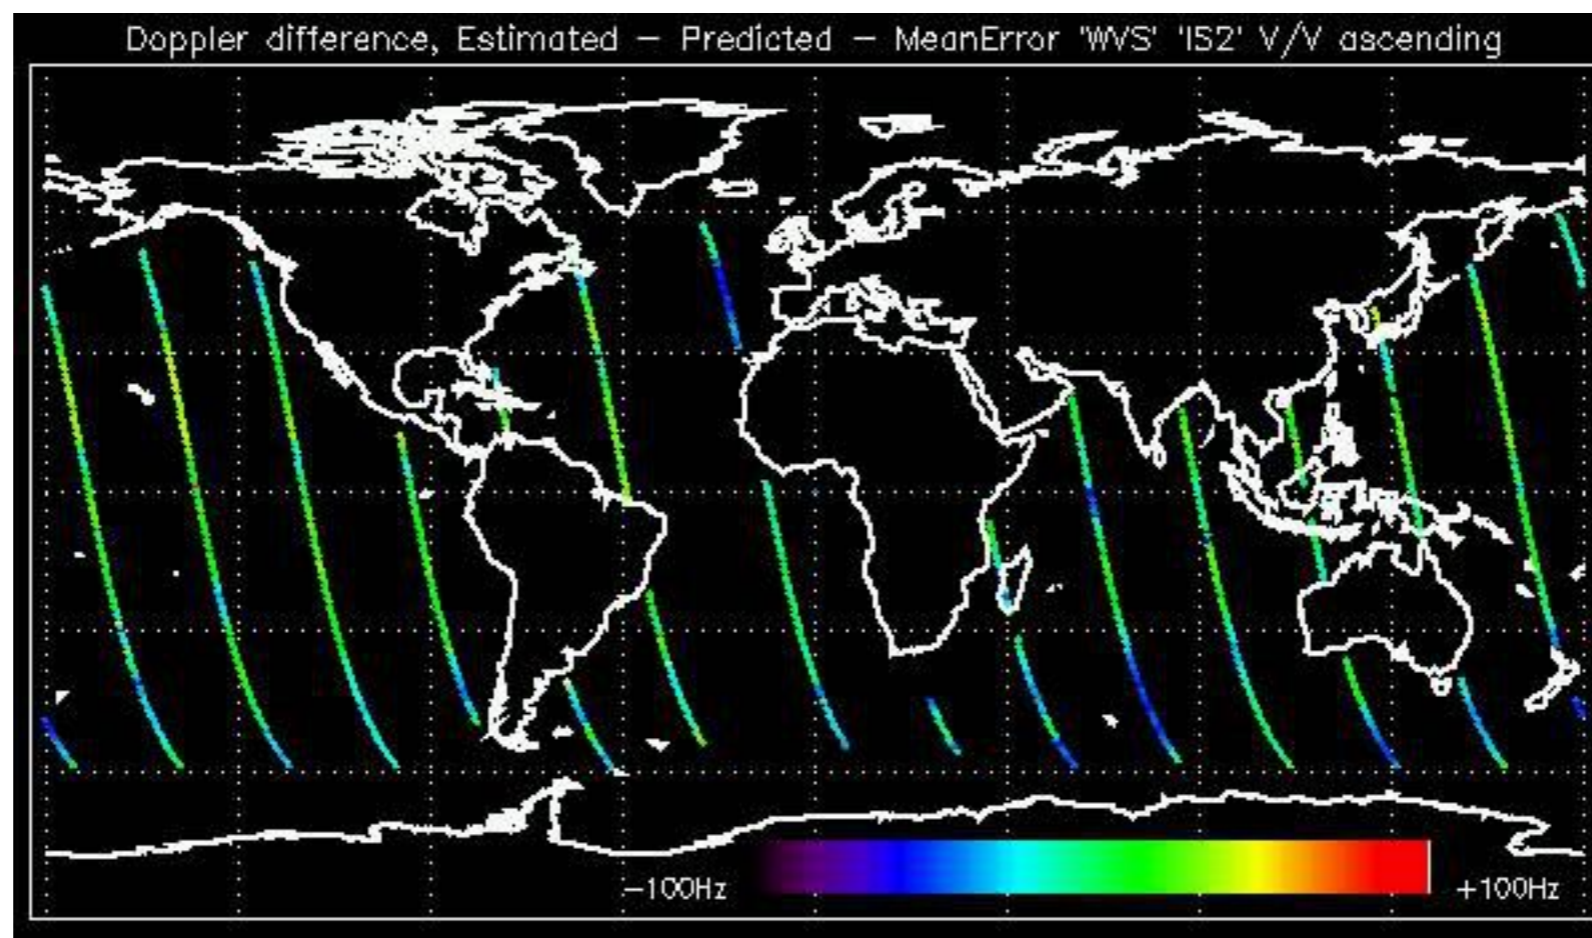 Doppler difference, Estimated – Predicted – MeanError 'WVS' 'IS2' V/V ascending
–100Hz
+100Hz